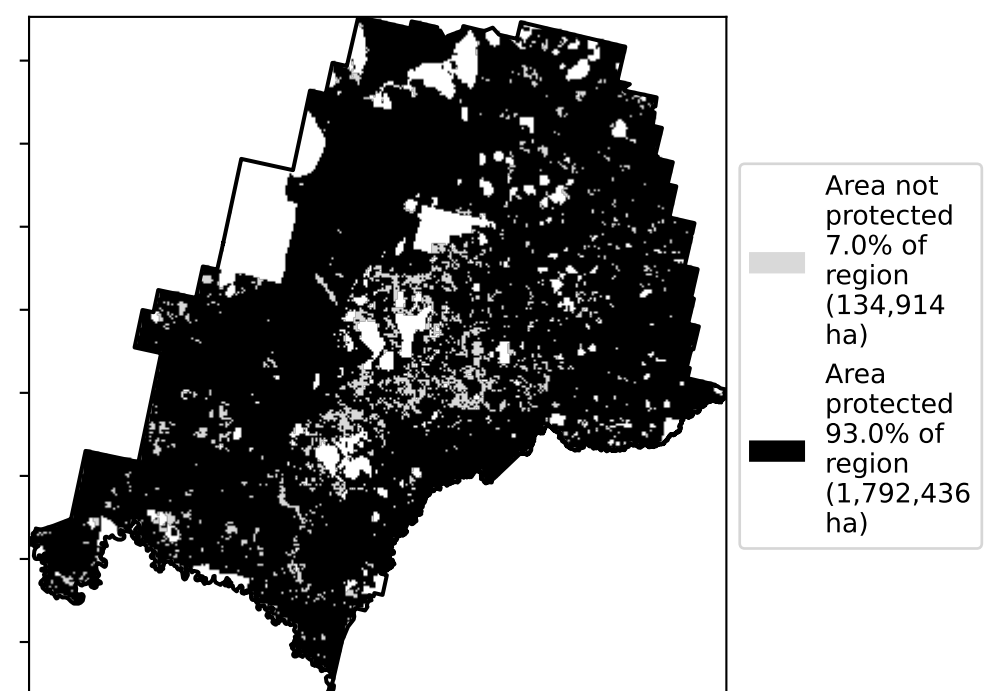 Area not
protected
7.0% of
region
(134,914
ha)
Area
protected
93.0% of
region
(1,792,436
ha)